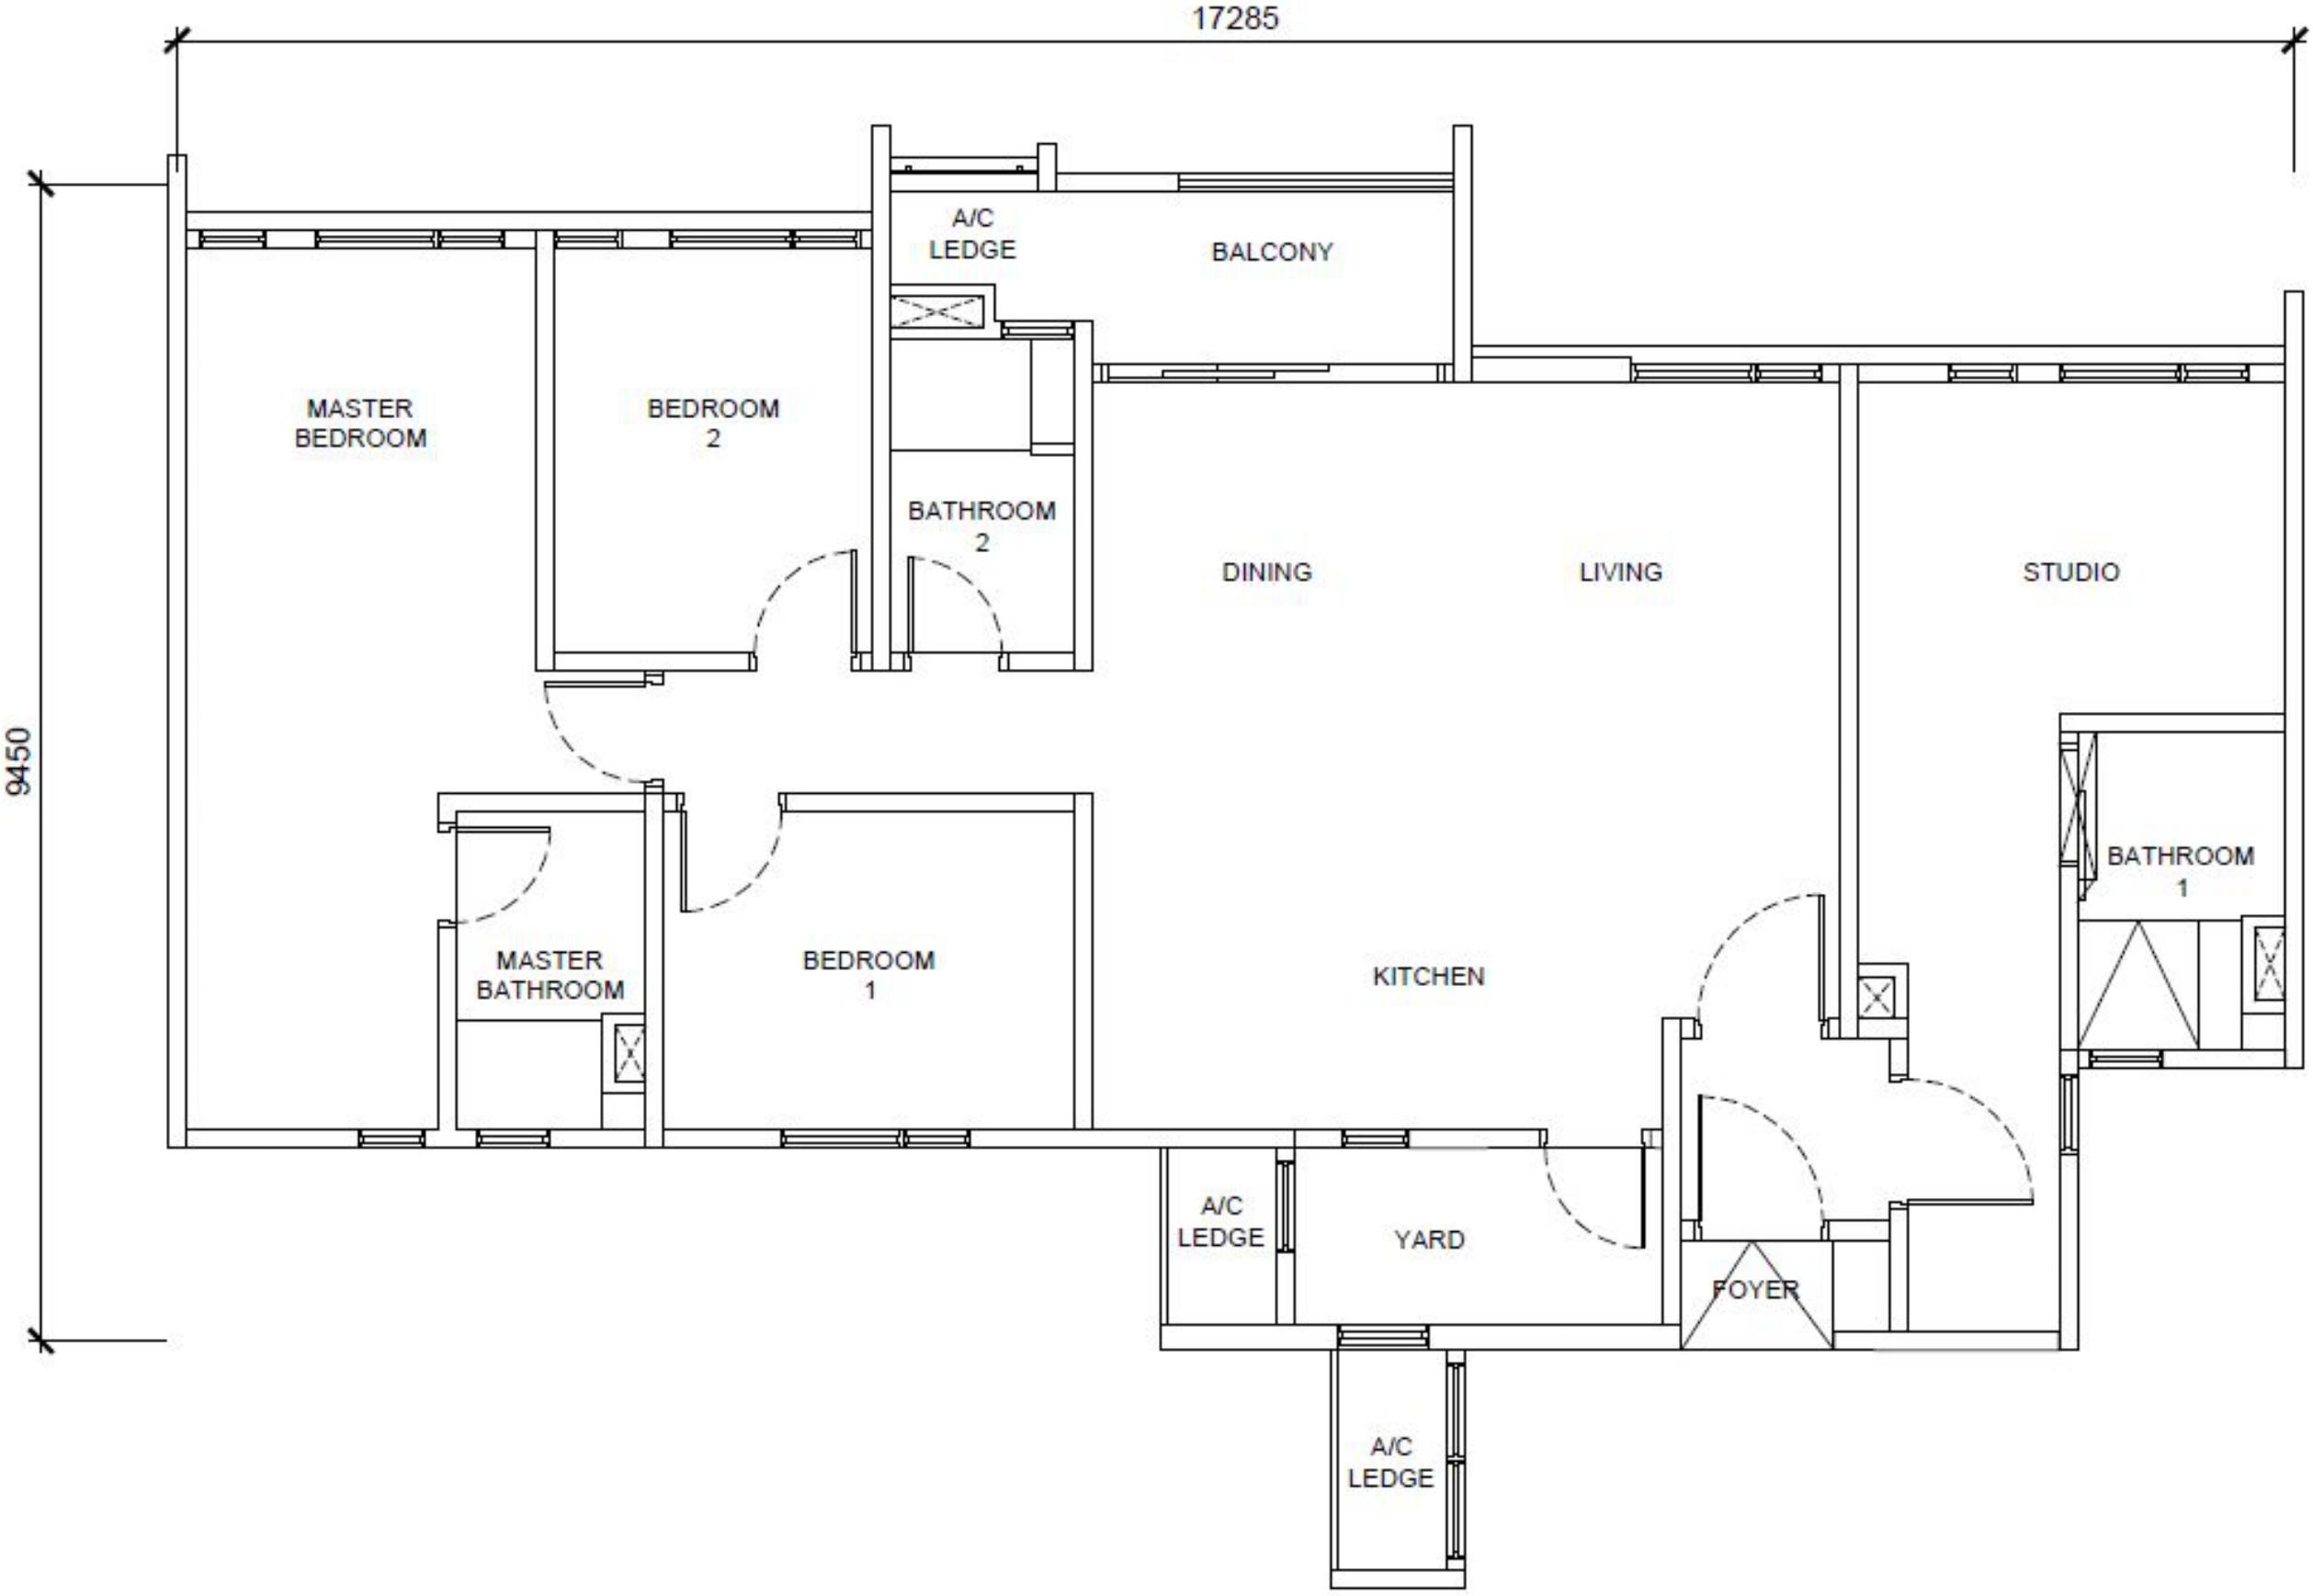 17285
A/C
LEDGE
BALCONY
MASTER
BEDROOM
BEDROOM
2
BATHROOM
2
DINING
LIVING
STUDIO
9450
BATHROOM
1
MASTER
BATHROOM
BEDROOM
1
KITCHEN
A/C
LEDGE
YARD
FOYER
A/C
LEDGE